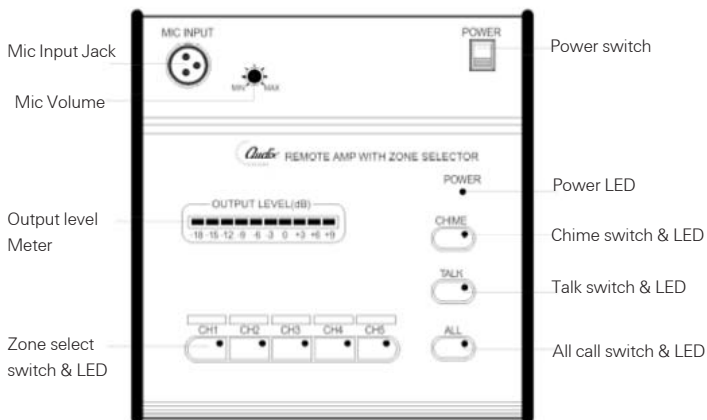 MIC INPUT
POWER
Mic Input Jack
Power switch
MIN
MAX
Mic Volume
Audix REMOTE AMP WITH ZONE SELECTOR
POWER
Power LED
OUTPUT LEVEL(dB)
-18 -15 -12 -9 -6 -3 0 +3 +6 +9
Output level
Meter
CHIME
Chime switch & LED
TALK
Talk switch & LED
CH1 CH2 CH3 CH4 CH5
ALL
Zone select
switch & LED
All call switch & LED